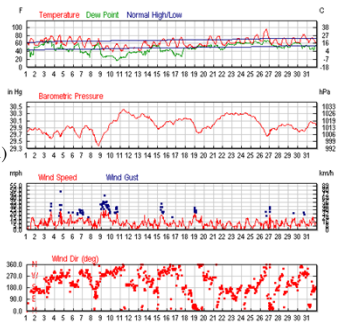 F Temperature Dew Point Normal High/Low C
100 38
80 27
60 16
40 4
20 -7
0 -18
1 2 3 4 5 6 7 8 9 10 11 12 13 14 15 16 17 18 19 20 21 22 23 24 25 26 27 28 29 30 31
in Hg Barometric Pressure hPa
30.5 1033
30.3 1026
30.1 1019
29.9 1013
29.7 1006
29.5 999
29.3 992
1 2 3 4 5 6 7 8 9 10 11 12 13 14 15 16 17 18 19 20 21 22 23 24 25 26 27 28 29 30 31
)
mph Wind Speed Wind Gust km/h
1 2 3 4 5 6 7 8 9 10 11 12 13 14 15 16 17 18 19 20 21 22 23 24 25 26 27 28 29 30 31
Wind Dir (deg)
360.0 N
270.0 W
180.0 S
90.0 E
0.0 N
1 2 3 4 5 6 7 8 9 10 11 12 13 14 15 16 17 18 19 20 21 22 23 24 25 26 27 28 29 30 31